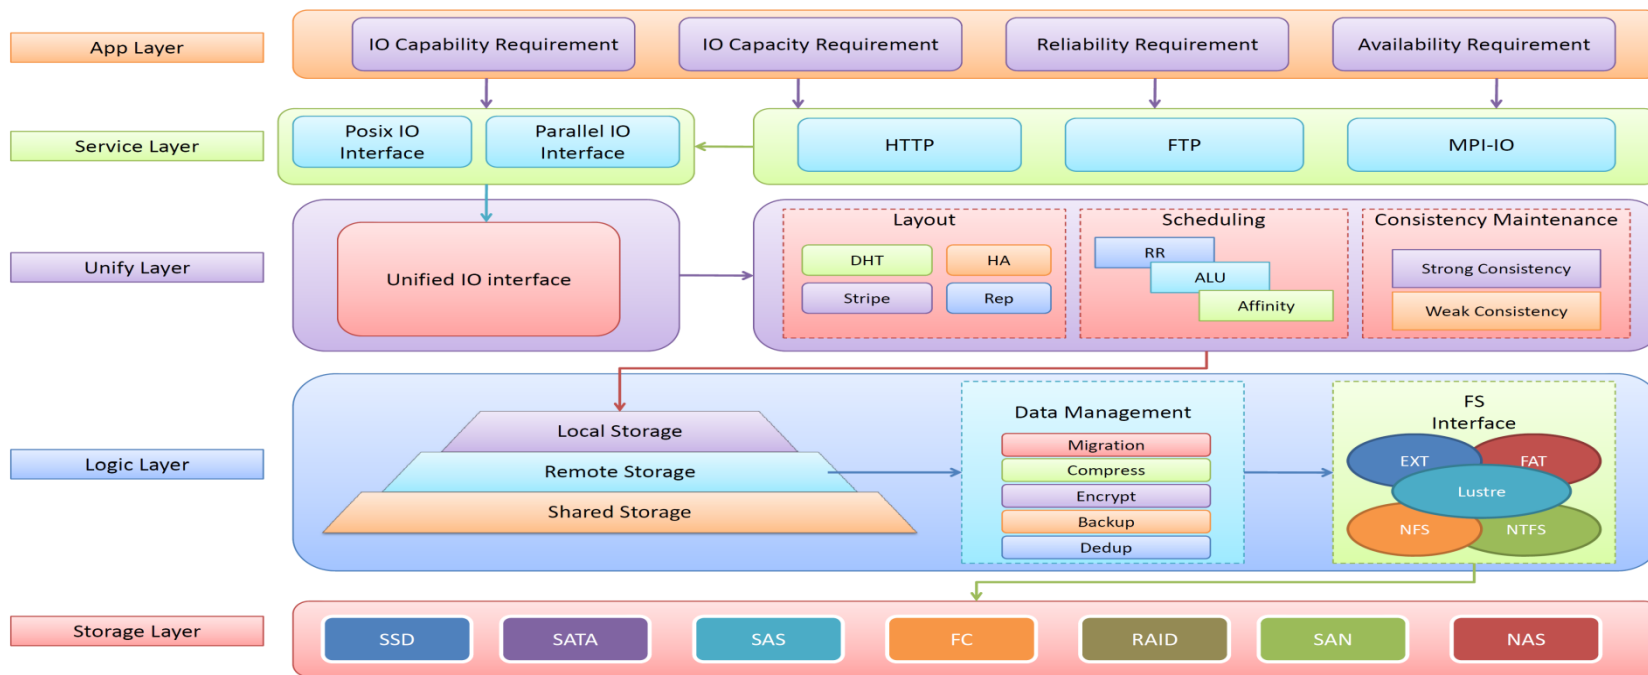 App Layer
IO Capability Requirement
IO Capacity Requirement
Reliability Requirement
Availability Requirement
Service Layer
Posix IO
Interface
Parallel IO
Interface
HTTP
FTP
MPI-IO
Unify Layer
Unified IO interface
Layout
DHT
HA
Stripe
Rep
Scheduling
RR
ALU
Affinity
Consistency Maintenance
Strong Consistency
Weak Consistency
Logic Layer
Local Storage
Remote Storage
Shared Storage
Data Management
Migration
Compress
Encrypt
Backup
Dedup
FS
Interface
EXT
FAT
Lustre
NFS
NTFS
Storage Layer
SSD
SATA
SAS
FC
RAID
SAN
NAS